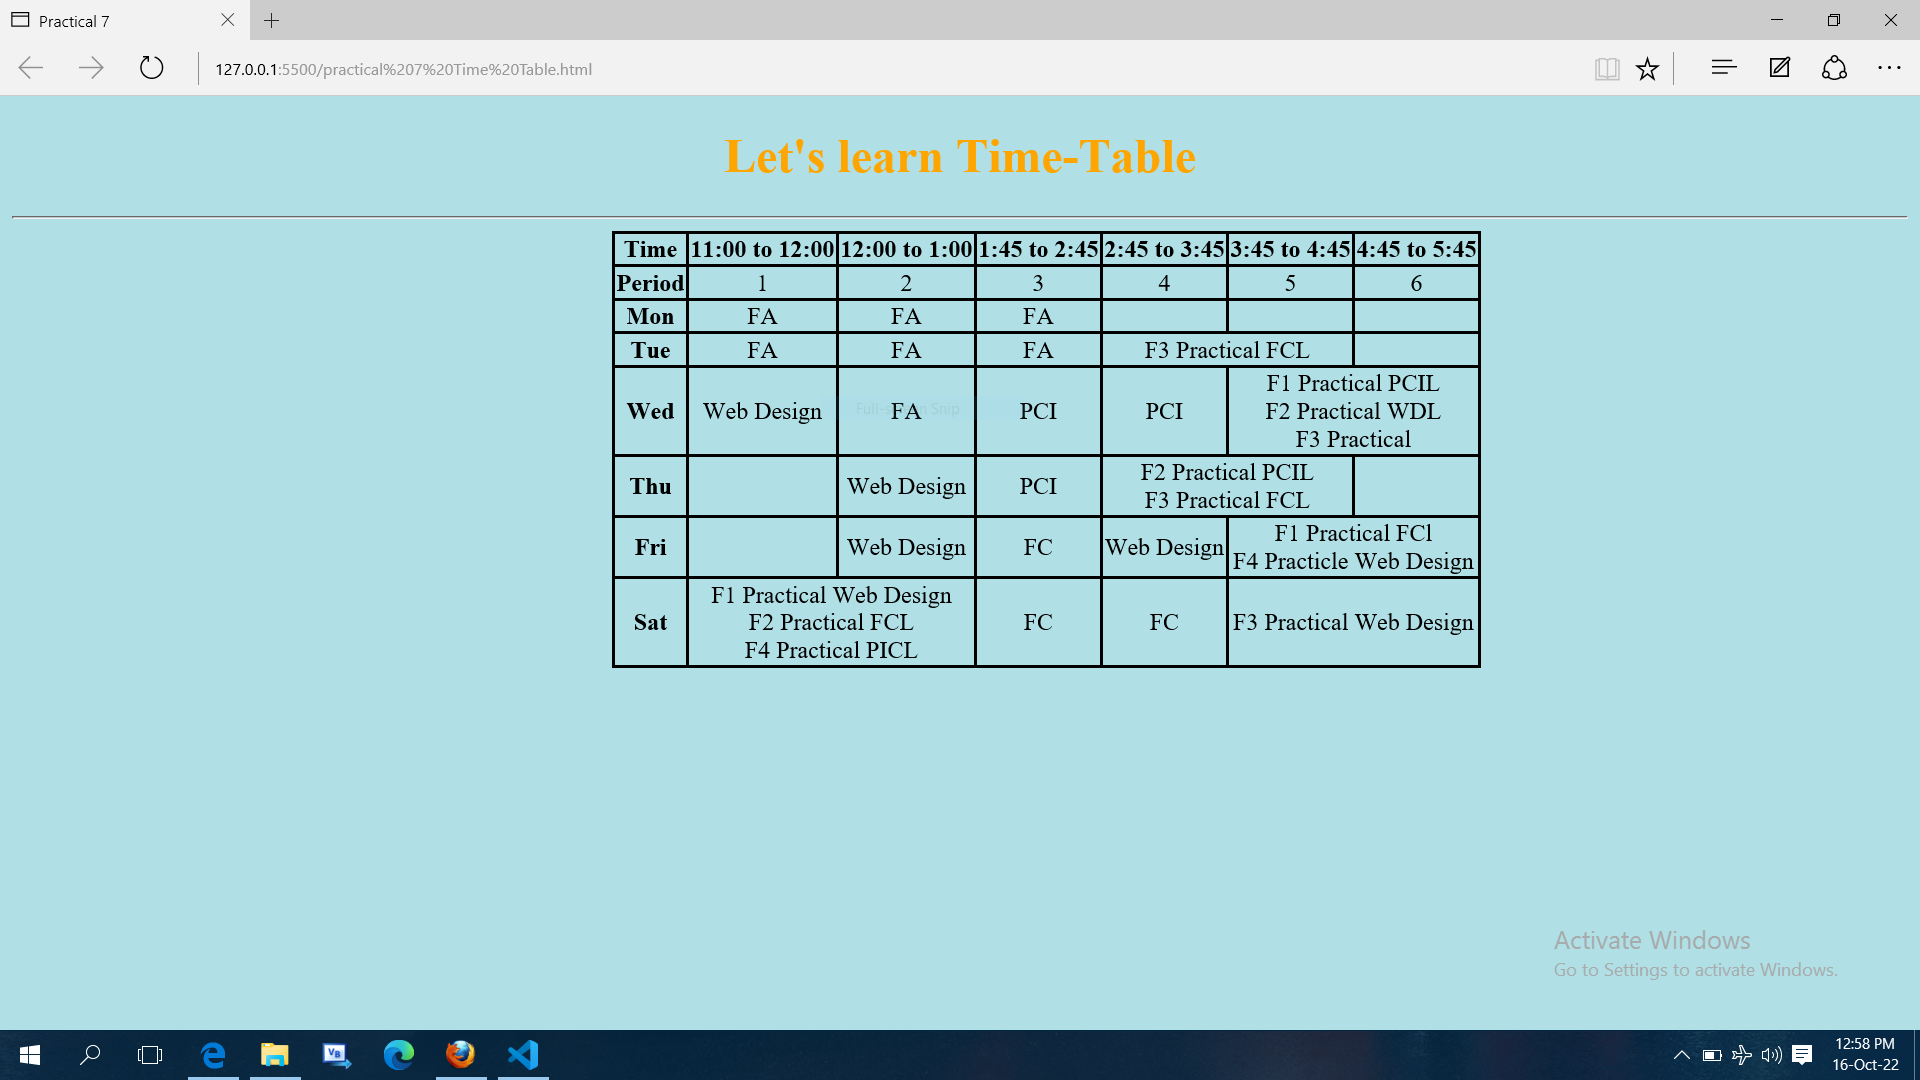 Practical 7
127.0.0.1:5500/practical%207%20Time%20Table.html
Let's learn Time-Table
Time 11:00 to 12:00 12:00 to 1:00 1:45 to 2:45 2:45 to 3:45 3:45 to 4:45 4:45 to 5:45
Period 1 2 3 4 5 6
Mon FA FA FA
Tue FA FA FA F3 Practical FCL
Wed Web Design FA PCI PCI F1 Practical PCIL
F2 Practical WDL
F3 Practical
Thu Web Design PCI F2 Practical PCIL
F3 Practical FCL
Fri Web Design FC Web Design F1 Practical FCl
F4 Practicle Web Design
Sat F1 Practical Web Design
F2 Practical FCL
F4 Practical PICL
FC FC F3 Practical Web Design
Snip
Activate Windows
Go to Settings to activate Windows.
VB
12:58 PM
16-Oct-22